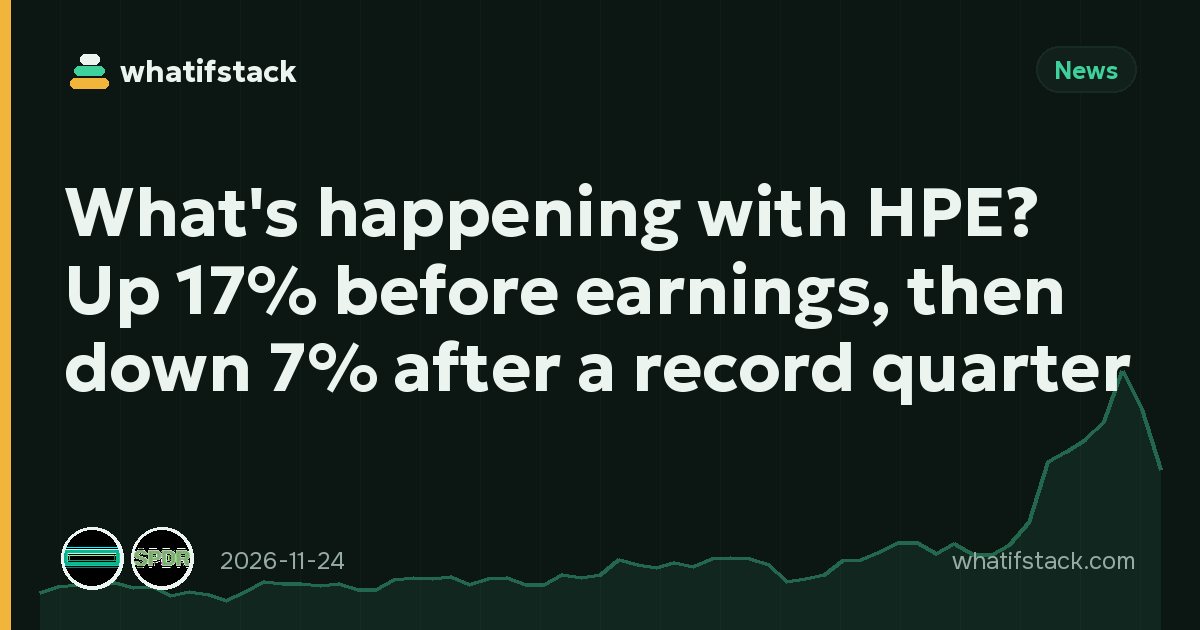 whatifstack
News
What's happening with HPE?
Up 17% before earnings, then
down 7% after a record quarter
SPDR
2026-11-24
whatifstack.com